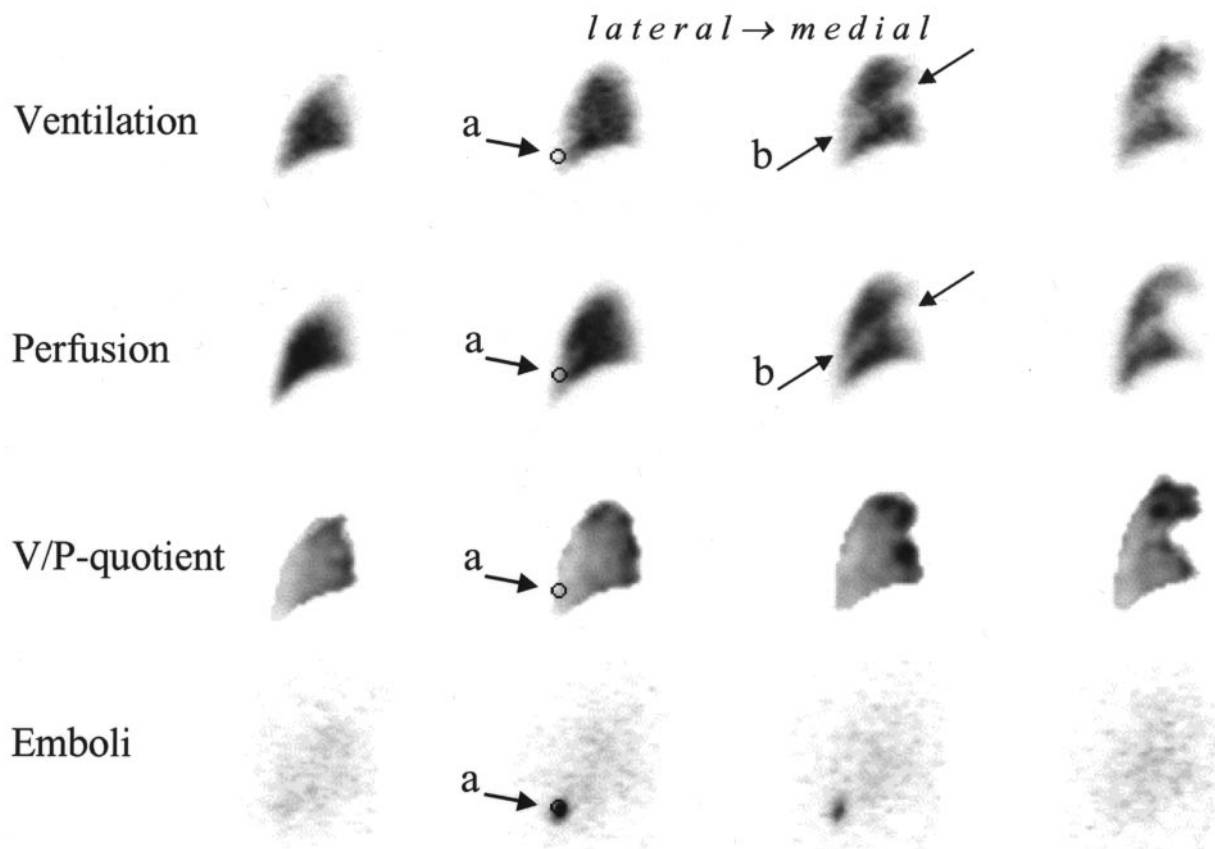 lateral → medial
Ventilation
a
b
Perfusion
a
b
V/P-quotient
a
Emboli
a